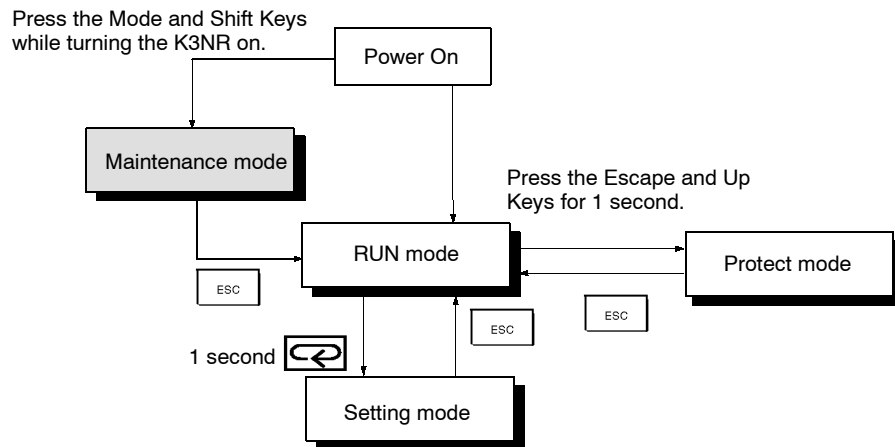 Press the Mode and Shift Keys
while turning the K3NR on.
Power On
Maintenance mode
Press the Escape and Up
Keys for 1 second.
RUN mode
Protect mode
ESC
ESC
ESC
1 second
Setting mode